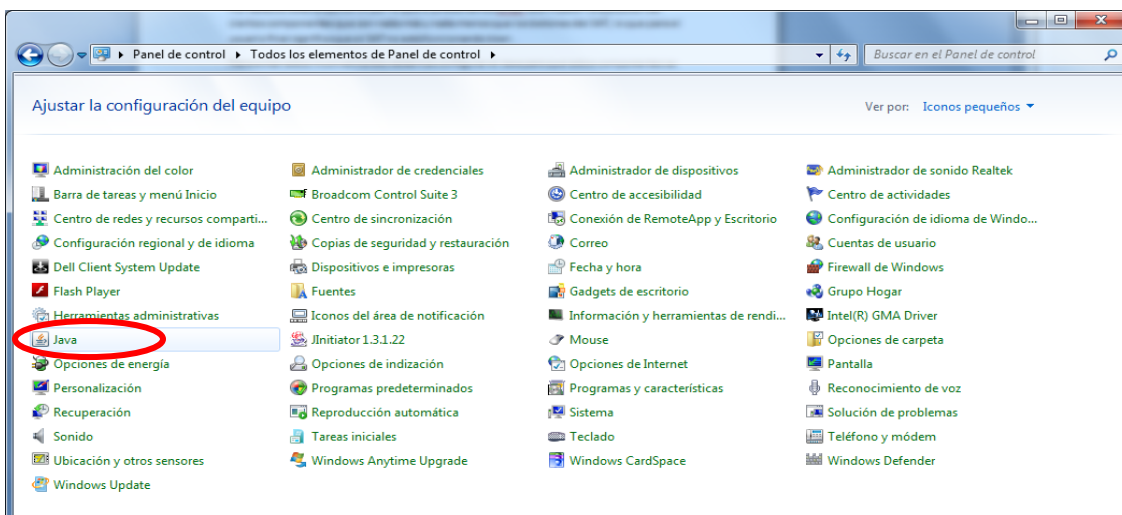 Panel de control ▸ Todos los elementos de Panel de control ▸
Buscar en el Panel de control
Ajustar la configuración del equipo
Ver por: Iconos pequeños
Administración del color
Administrador de credenciales
Administrador de dispositivos
Administrador de sonido Realtek
Barra de tareas y menú Inicio
Broadcom Control Suite 3
Centro de accesibilidad
Centro de actividades
Centro de redes y recursos comparti...
Centro de sincronización
Conexión de RemoteApp y Escritorio
Configuración de idioma de Windo...
Configuración regional y de idioma
Copias de seguridad y restauración
Correo
Cuentas de usuario
Dell Client System Update
Dispositivos e impresoras
Fecha y hora
Firewall de Windows
Flash Player
Fuentes
Gadgets de escritorio
Grupo Hogar
Herramientas administrativas
Iconos del área de notificación
Información y herramientas de rendi...
Intel(R) GMA Driver
Java
JInitiator 1.3.1.22
Mouse
Opciones de carpeta
Opciones de energía
Opciones de indización
Opciones de Internet
Pantalla
Personalización
Programas predeterminados
Programas y características
Reconocimiento de voz
Recuperación
Reproducción automática
Sistema
Solución de problemas
Sonido
Tareas iniciales
Teclado
Teléfono y módem
Ubicación y otros sensores
Windows Anytime Upgrade
Windows CardSpace
Windows Defender
Windows Update